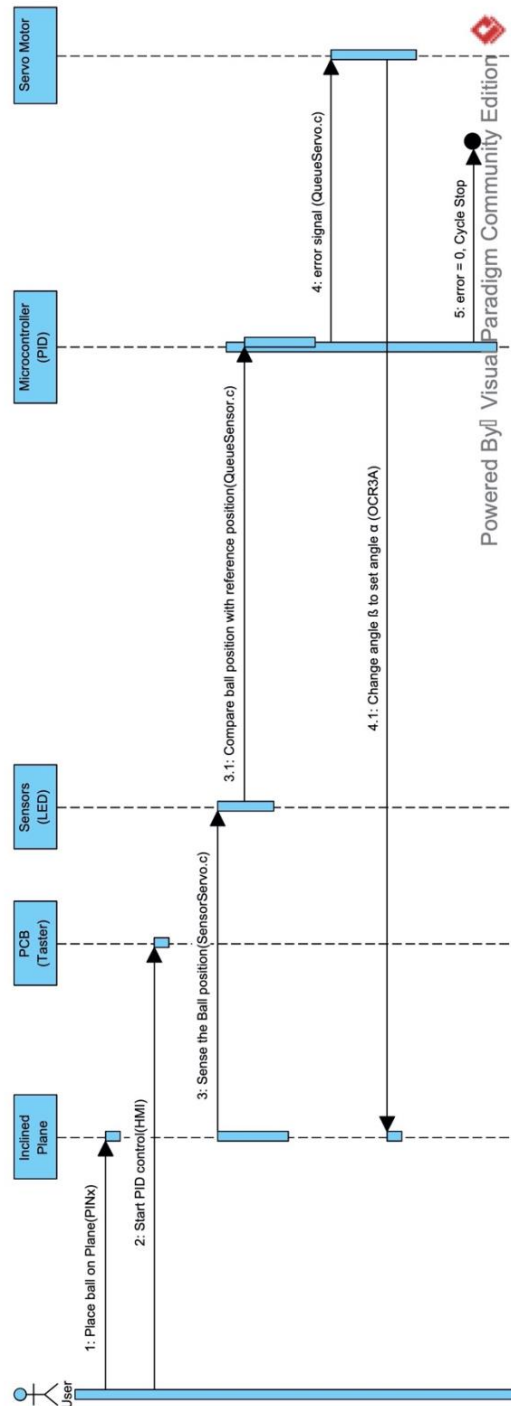 User
Inclined
Plane
PCB
(Taster)
Sensors
(LED)
Microcontroller
(PID)
Servo Motor
1: Place ball on Plane(PINx)
2: Start PID control(HMI)
3: Sense the Ball position(SensorServo.c)
3.1: Compare ball position with reference position(QueueSensor.c)
4: error signal (QueueServo.c)
4.1: Change angle ß to set angle α (OCR3A)
5: error = 0, Cycle Stop
Powered By Visual Paradigm Community Edition